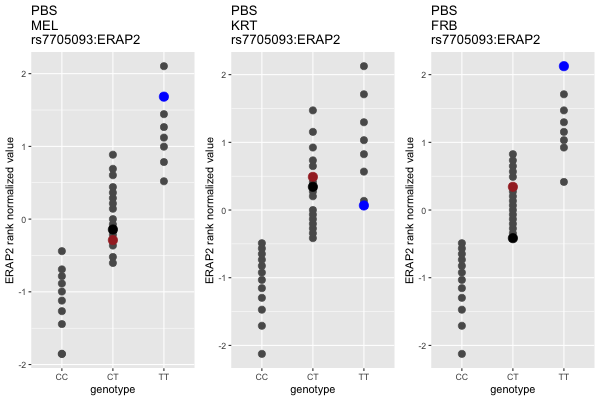 PBS
MEL
rs7705093:ERAP2
ERAP2 rank normalized value
2
1
0
-1
-2
CC CT TT
genotype
PBS
KRT
rs7705093:ERAP2
ERAP2 rank normalized value
2
1
0
-1
-2
CC CT TT
genotype
PBS
FRB
rs7705093:ERAP2
ERAP2 rank normalized value
2
1
0
-1
-2
CC CT TT
genotype